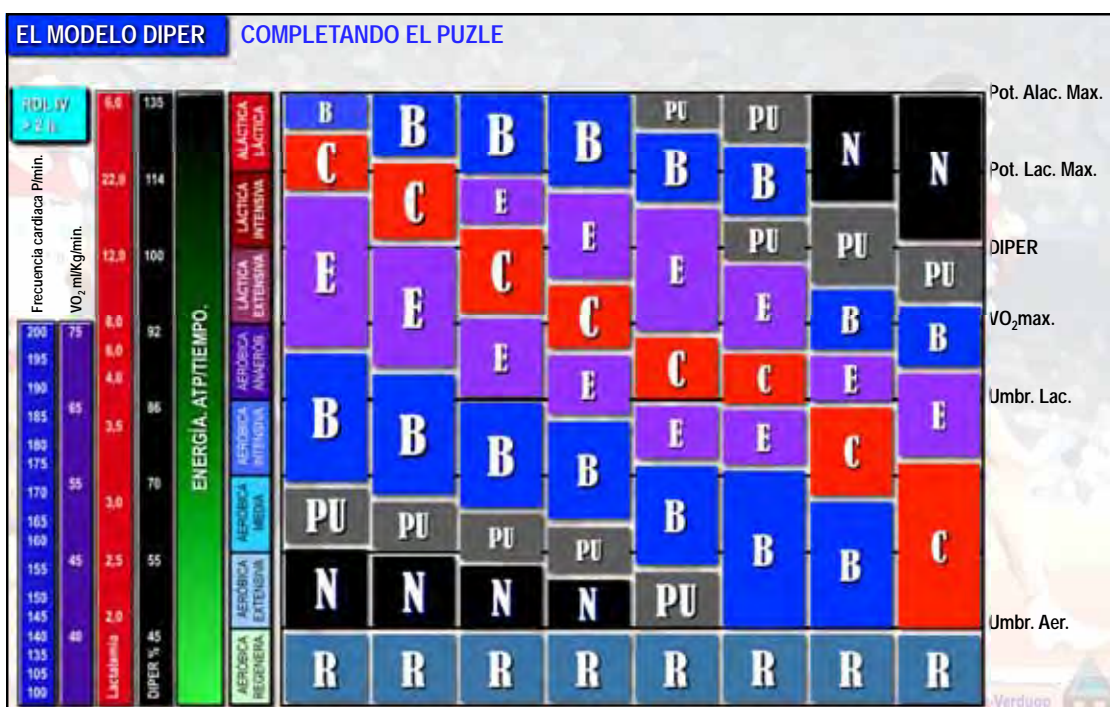 EL MODELO DIPER COMPLETANDO EL PUZLE
RDL IV
> 2 h.
Frecuencia cardiaca P/min.
VO2 ml/Kg/min.
200
195
190
185
180
175
170
165
160
155
150
145
140
135
105
100
75
65
55
45
40
6,0
22,0
12,0
8,0
6,0
4,0
3,5
3,0
2,5
2,0
Lactatemia
135
114
100
92
86
70
55
45
DIPER %
ENERGÍA. ATP/TIEMPO.
ALÁCTICA
LÁCTICA
LÁCTICA
INTENSIVA
LÁCTICA
EXTENSIVA
AERÓBICA
ANAERÓB
AERÓBICA
INTENSIVA
AERÓBICA
MEDIA
AERÓBICA
EXTENSIVA
AERÓBICA
REGENERA
B
C
E
B
PU
N
R
B
C
E
B
PU
N
R
B
E
C
E
B
PU
N
R
B
E
C
E
B
PU
N
R
PU
B
E
C
E
B
PU
R
PU
B
PU
E
C
E
B
R
N
PU
B
E
C
B
R
N
PU
B
E
C
R
Pot. Alac. Max.
Pot. Lac. Max.
DIPER
VO2max.
Umbr. Lac.
Umbr. Aer.
-Verdugo